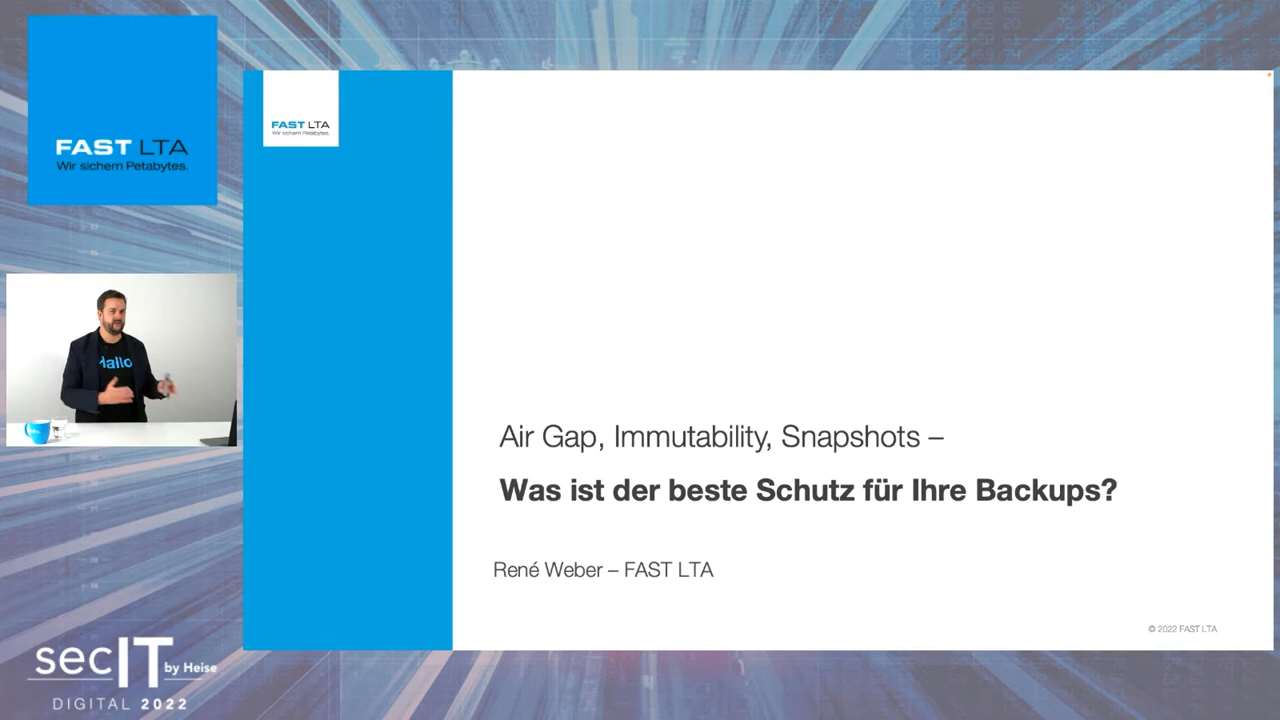 FAST LTA
Wir sichern Petabytes.
FAST LTA
Wir sichern Petabytes.
Hallo
Air Gap, Immutability, Snapshots –
Was ist der beste Schutz für Ihre Backups?
René Weber – FAST LTA
© 2022 FAST LTA
secIT by Heise
DIGITAL 2022